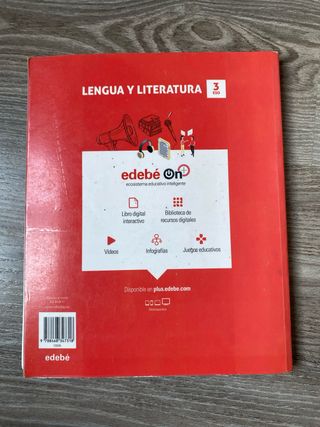 LENGUA Y LITERATURA
3
ESO
edebé On+
ecosistema educativo inteligente
Libro digital
interactivo
Biblioteca de
recursos digitales
Vídeos
Infografías
Juegos educativos
Disponible en plus.edebe.com
edebé